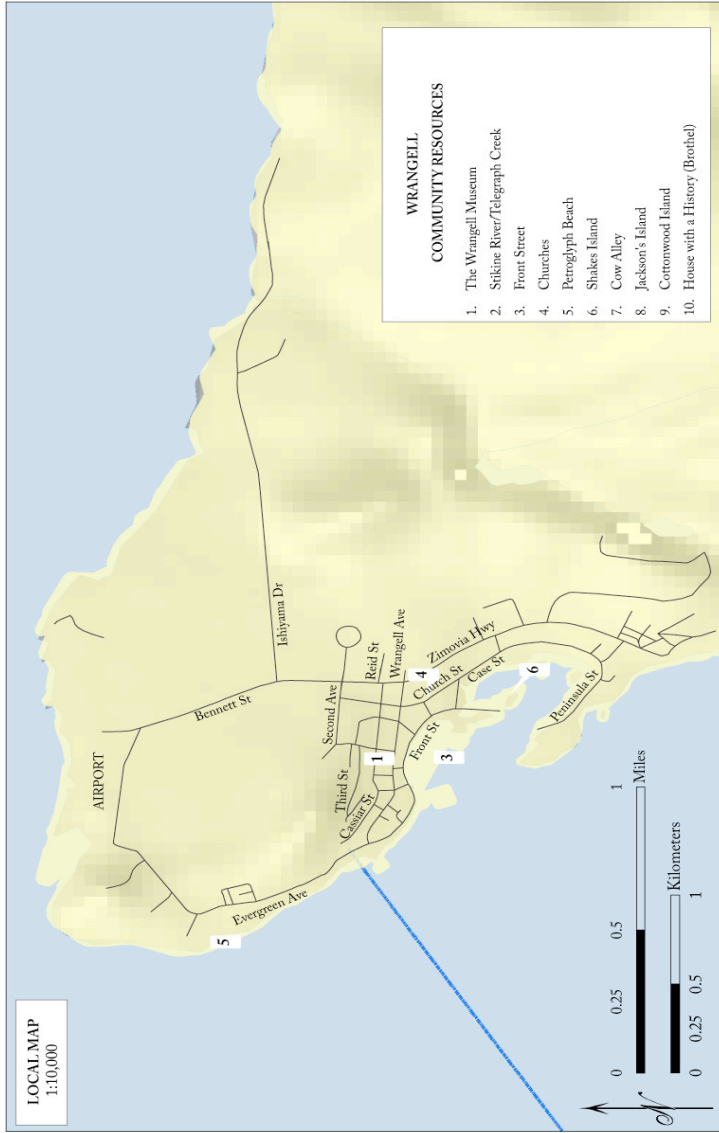 LOCAL MAP
1:10,000
AIRPORT
Bennett St
Ishiyama Dr
Evergreen Ave
Second Ave
Third St
Cassiar St
Reid St
Wrangell Ave
Front St
Church St
Case St
Zimovia Hwy
Peninsula St
5
1
3
4
6
WRANGELL
COMMUNITY RESOURCES
1. The Wrangell Museum
2. Stikine River/Telegraph Creek
3. Front Street
4. Churches
5. Petroglyph Beach
6. Shakes Island
7. Cow Alley
8. Jackson's Island
9. Cottonwood Island
10. House with a History (Brothel)
N
0 0.25 0.5 1
Miles
Kilometers
0 0.25 0.5 1